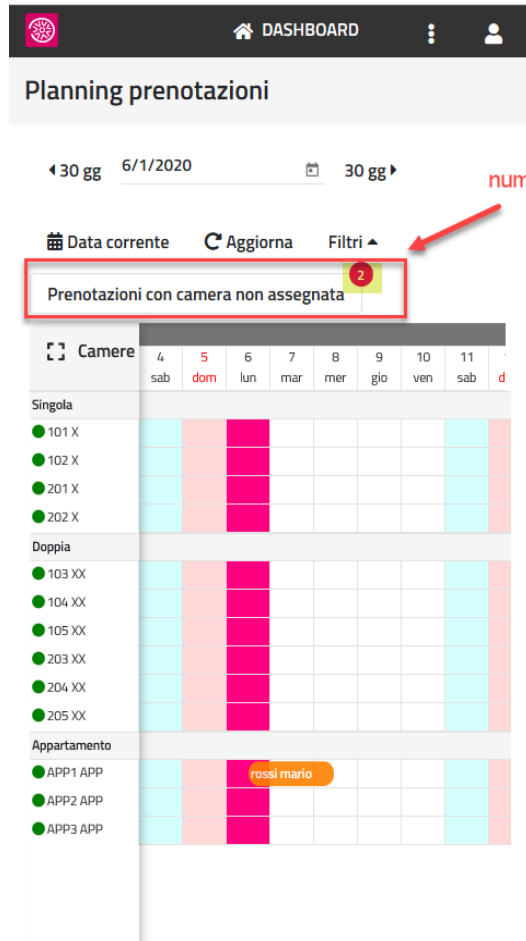 DASHBOARD
Planning prenotazioni
30 gg 6/1/2020 30 gg
num
Data corrente Aggiorna Filtri
2
Prenotazioni con camera non assegnata
Camere 4 5 6 7 8 9 10 11
sab dom lun mar mer gio ven sab d
Singola
101 X
102 X
201 X
202 X
Doppia
103 XX
104 XX
105 XX
203 XX
204 XX
205 XX
Appartamento
APP1 APP rossi mario
APP2 APP
APP3 APP